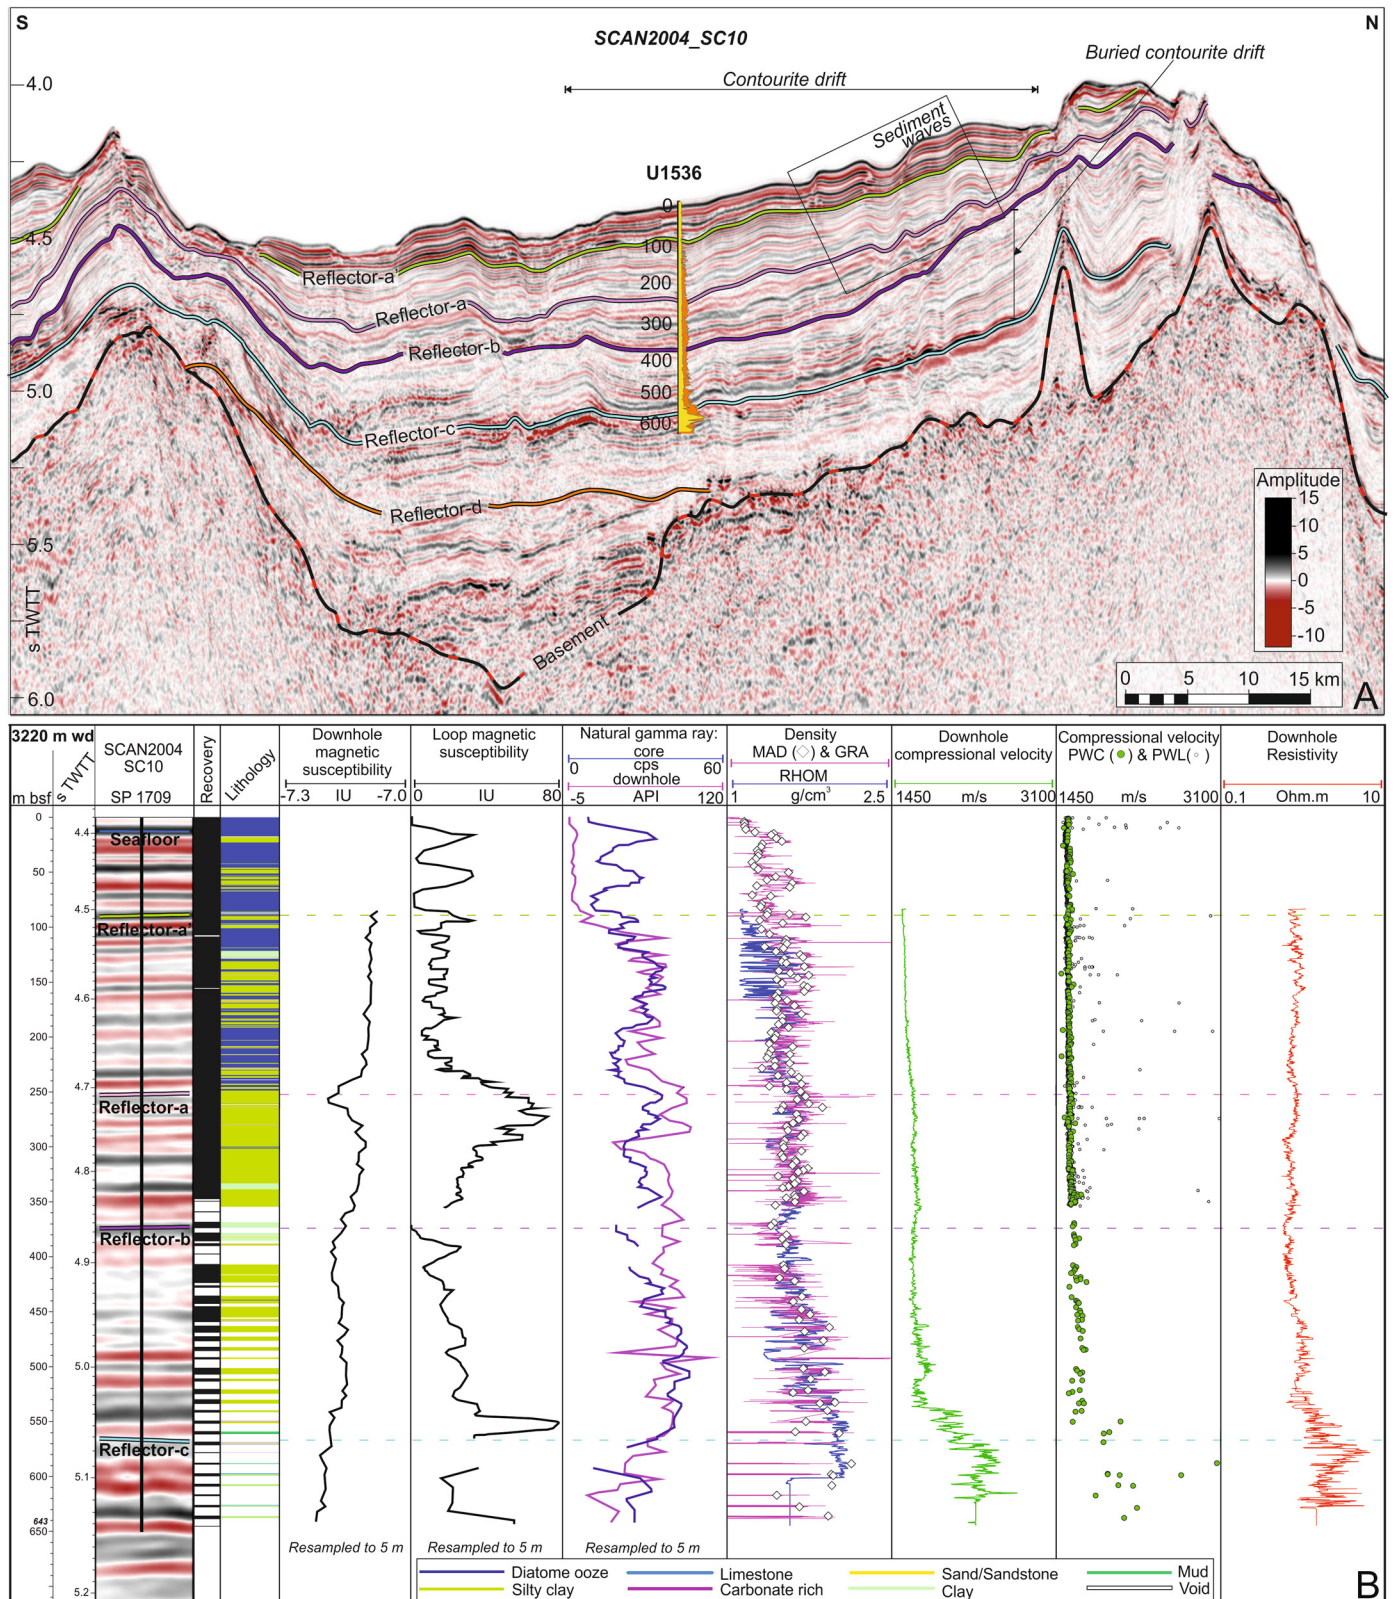 S
N
SCAN2004_SC10
Buried contourite drift
Contourite drift
4.0
Sediment
waves
U1536
0
4.5
100
Reflector-a'
200
Reflector-a
300
Reflector-b
400
5.0
500
Reflector-c
600
Reflector-d
Amplitude
15
10
5
0
-5
-10
5.5
s TWTT
Basement
0 5 10 15 km
6.0
A
3220 m wd
s TWTT
m bsf
SCAN2004
SC10
SP 1709
Recovery
Lithology
Downhole
magnetic
susceptibility
-7.3 IU -7.0
Loop magnetic
susceptibility
0 IU 80
Natural gamma ray:
core
0 cps 60
downhole
-5 API 120
Density
MAD ( ) & GRA
RHOM
1 g/cm³ 2.5
Downhole
compressional velocity
1450 m/s 3100
Compressional velocity
PWC ( ) & PWL( )
1450 m/s 3100
Downhole
Resistivity
0.1 Ohm.m 10
0
4.4
Seafloor
50
4.5
Reflector-a'
100
150
4.6
200
4.7
250
Reflector-a
300
4.8
350
Reflector-b
400
4.9
450
5.0
500
550
Reflector-c
600
5.1
643
650
5.2
Resampled to 5 m
Resampled to 5 m
Resampled to 5 m
Diatome ooze
Limestone
Sand/Sandstone
Mud
Silty clay
Carbonate rich
Clay
Void
B